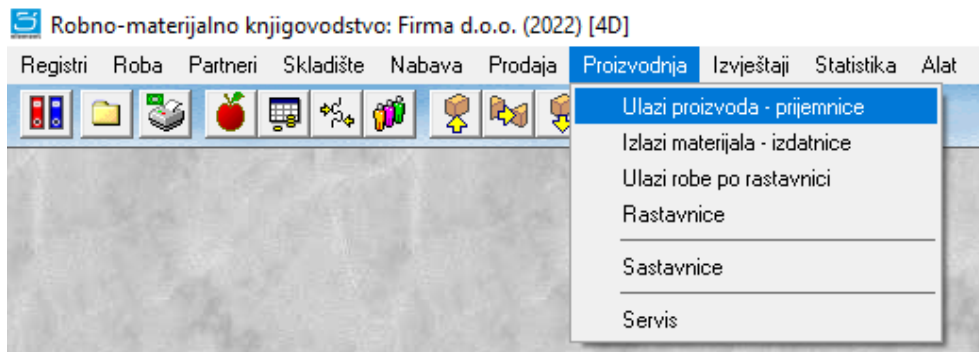 Robno-materijalno knjigovodstvo: Firma d.o.o. (2022) [4D]
Registri Roba Partneri Skladište Nabava Prodaja Proizvodnja Izvještaji Statistika Alat
Ulazi proizvoda - prijemnice
Izlazi materijala - izdatnice
Ulazi robe po rastavnici
Rastavnice
Sastavnice
Servis